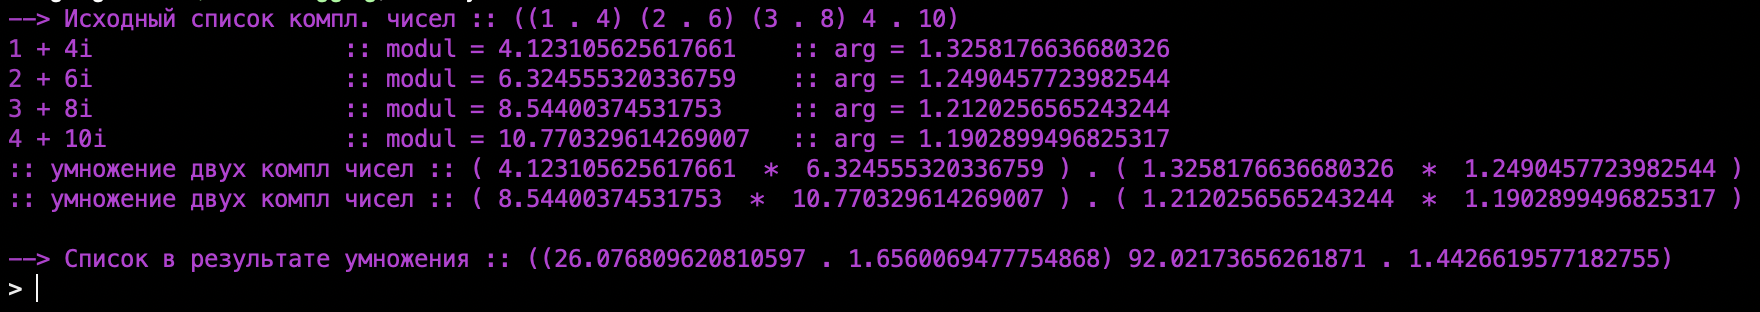 --> Исходный список компл. чисел :: ((1 . 4) (2 . 6) (3 . 8) 4 . 10)
1 + 4i :: modul = 4.123105625617661 :: arg = 1.3258176636680326
2 + 6i :: modul = 6.324555320336759 :: arg = 1.2490457723982544
3 + 8i :: modul = 8.54400374531753 :: arg = 1.2120256565243244
4 + 10i :: modul = 10.770329614269007 :: arg = 1.1902899496825317
:: умножение двух компл чисел :: ( 4.123105625617661 * 6.324555320336759 ) . ( 1.3258176636680326 * 1.2490457723982544 )
:: умножение двух компл чисел :: ( 8.54400374531753 * 10.770329614269007 ) . ( 1.2120256565243244 * 1.1902899496825317 )
--> Список в результате умножения :: ((26.076809620810597 . 1.6560069477754868) 92.02173656261871 . 1.4426619577182755)
>